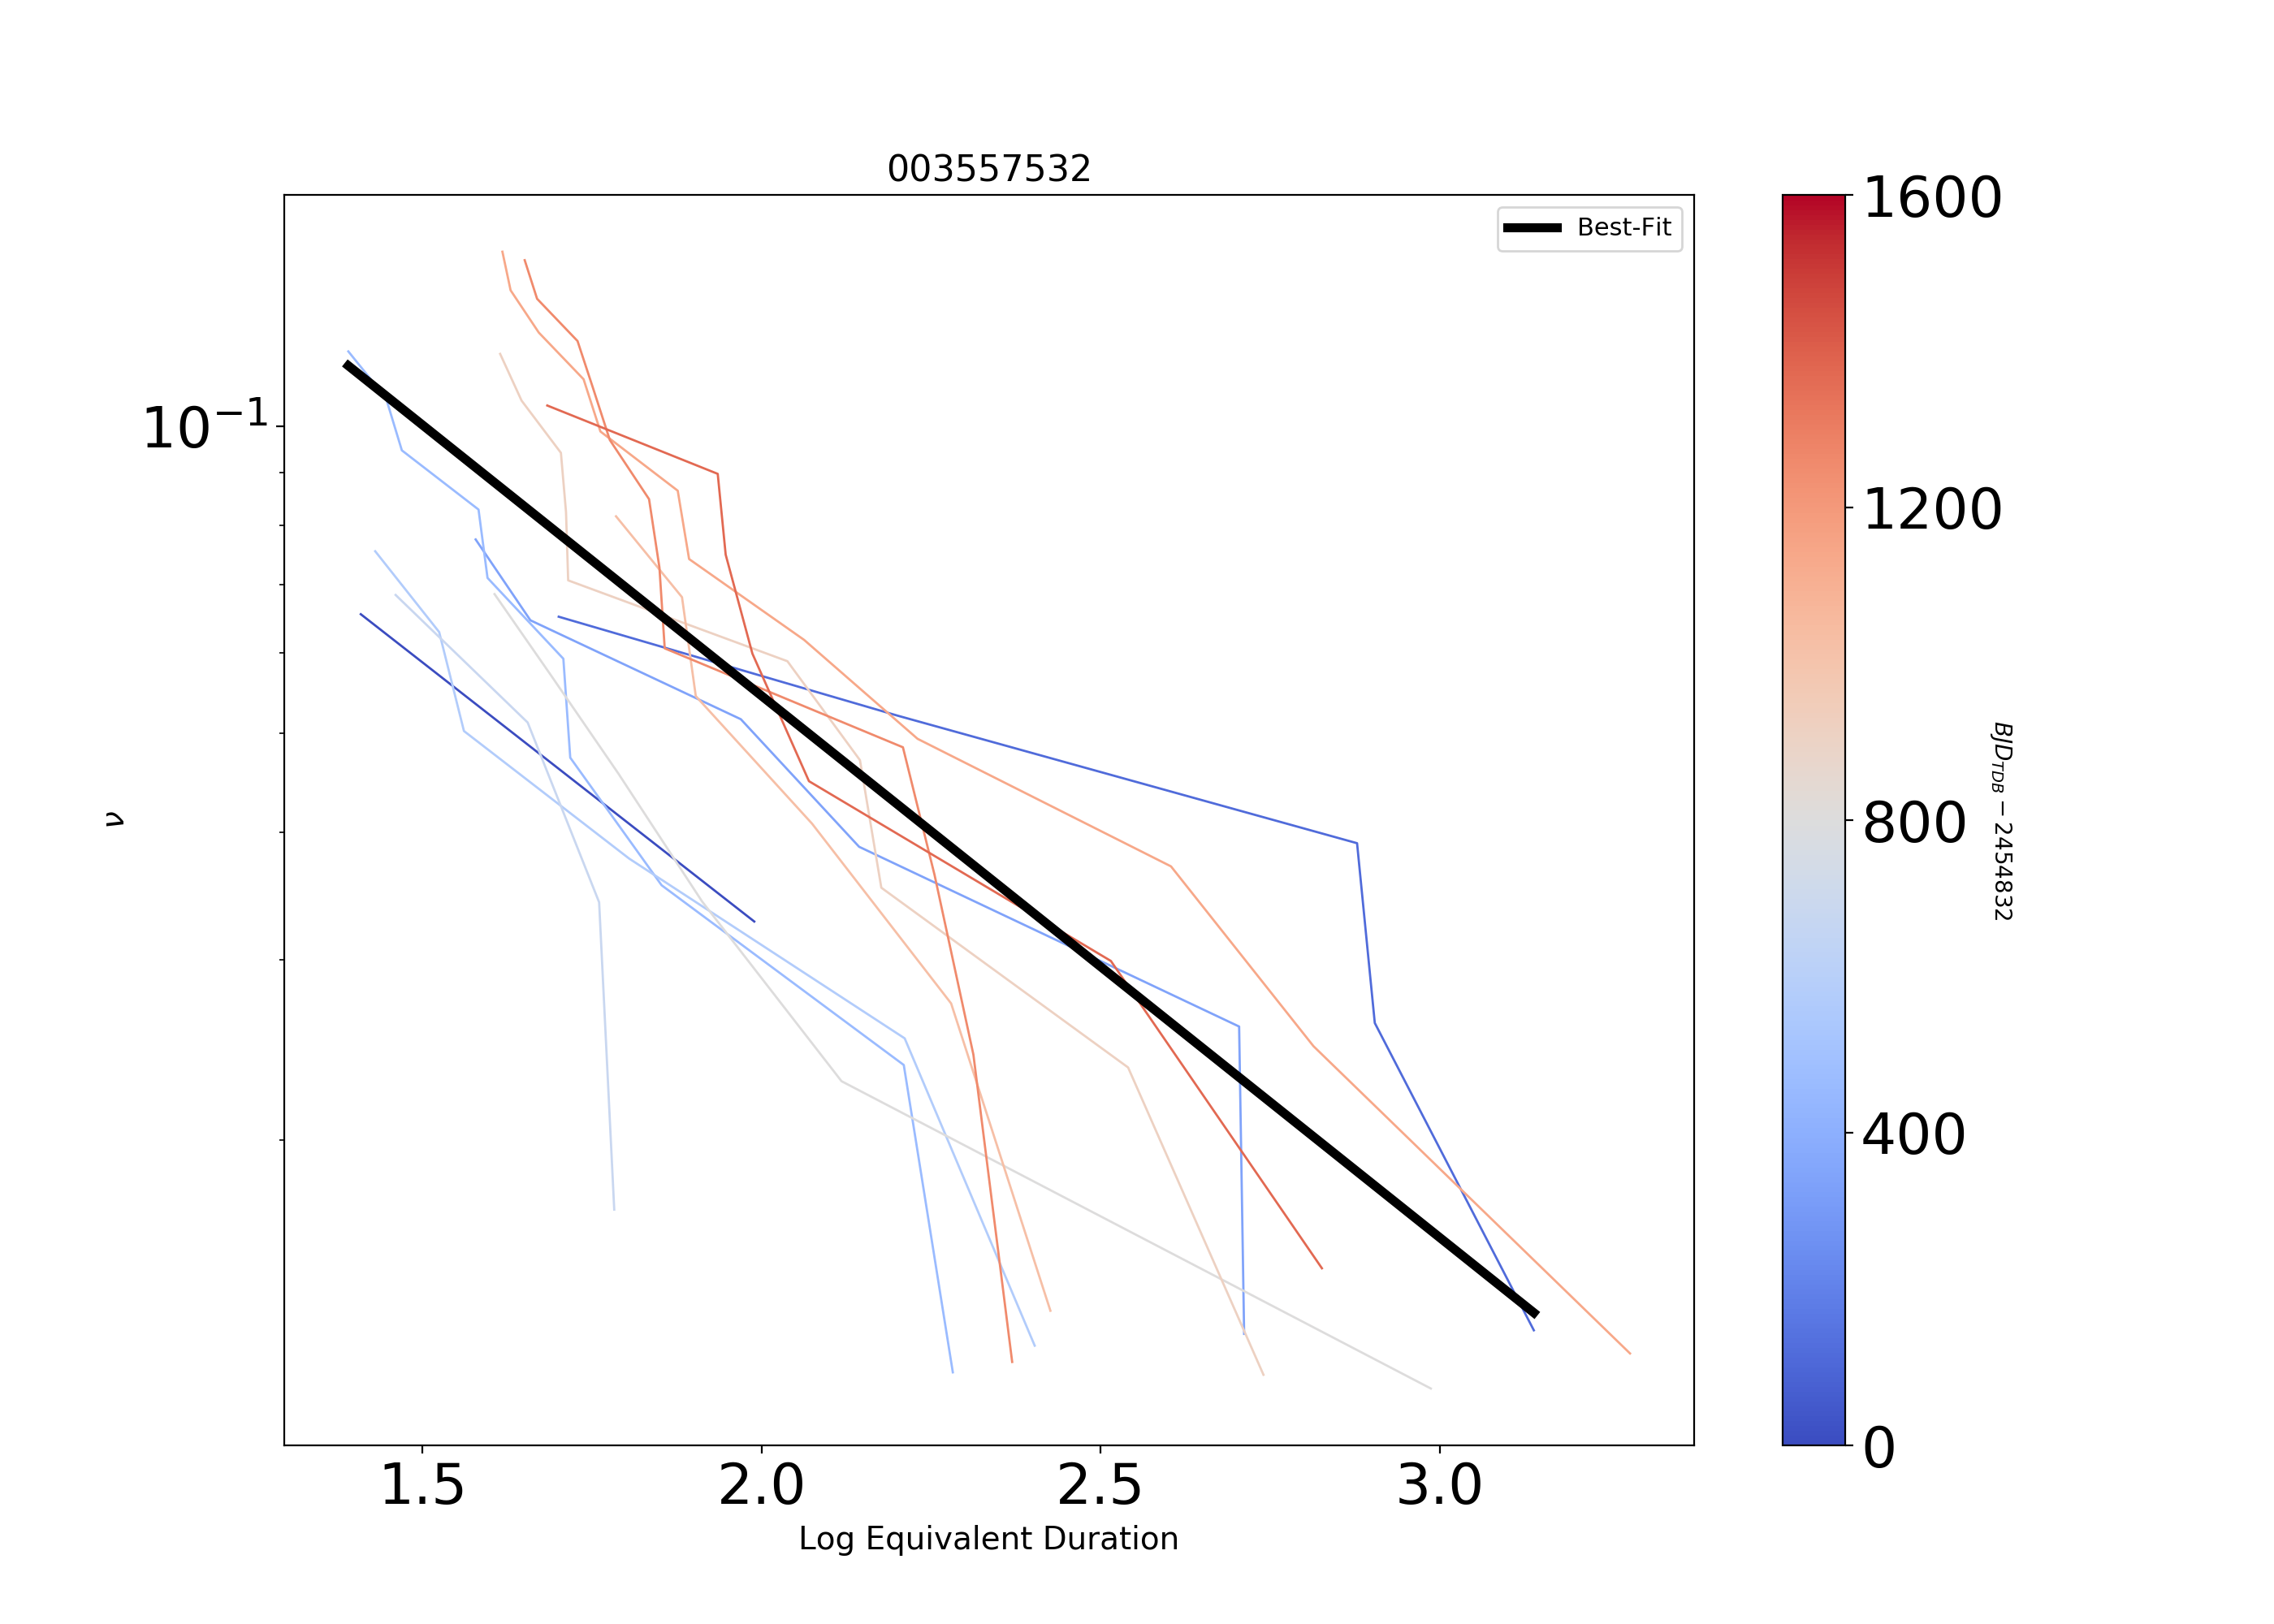 003557532
Best-Fit
10⁻¹
ν
1.5 2.0 2.5 3.0
Log Equivalent Duration
1600
1200
800
400
0
BJD_TDB − 2454832